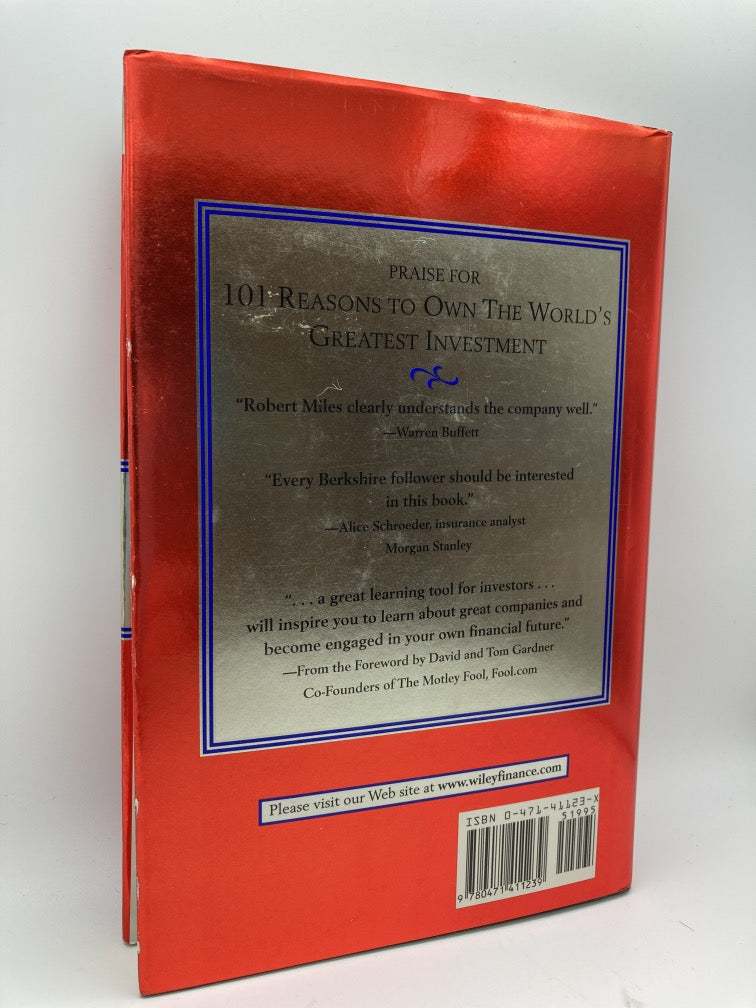 PRAISE FOR
101 REASONS TO OWN THE WORLD'S
GREATEST INVESTMENT
"Robert Miles clearly understands the company well."
—Warren Buffett
"Every Berkshire follower should be interested
in this book."
—Alice Schroeder, insurance analyst
Morgan Stanley
". . . a great learning tool for investors . . .
will inspire you to learn about great companies and
become engaged in your own financial future."
—From the Foreword by David and Tom Gardner
Co-Founders of The Motley Fool, Fool.com
Please visit our Web site at www.wileyfinance.com
ISBN 0-471-41123-X
51995
9 780471 411239